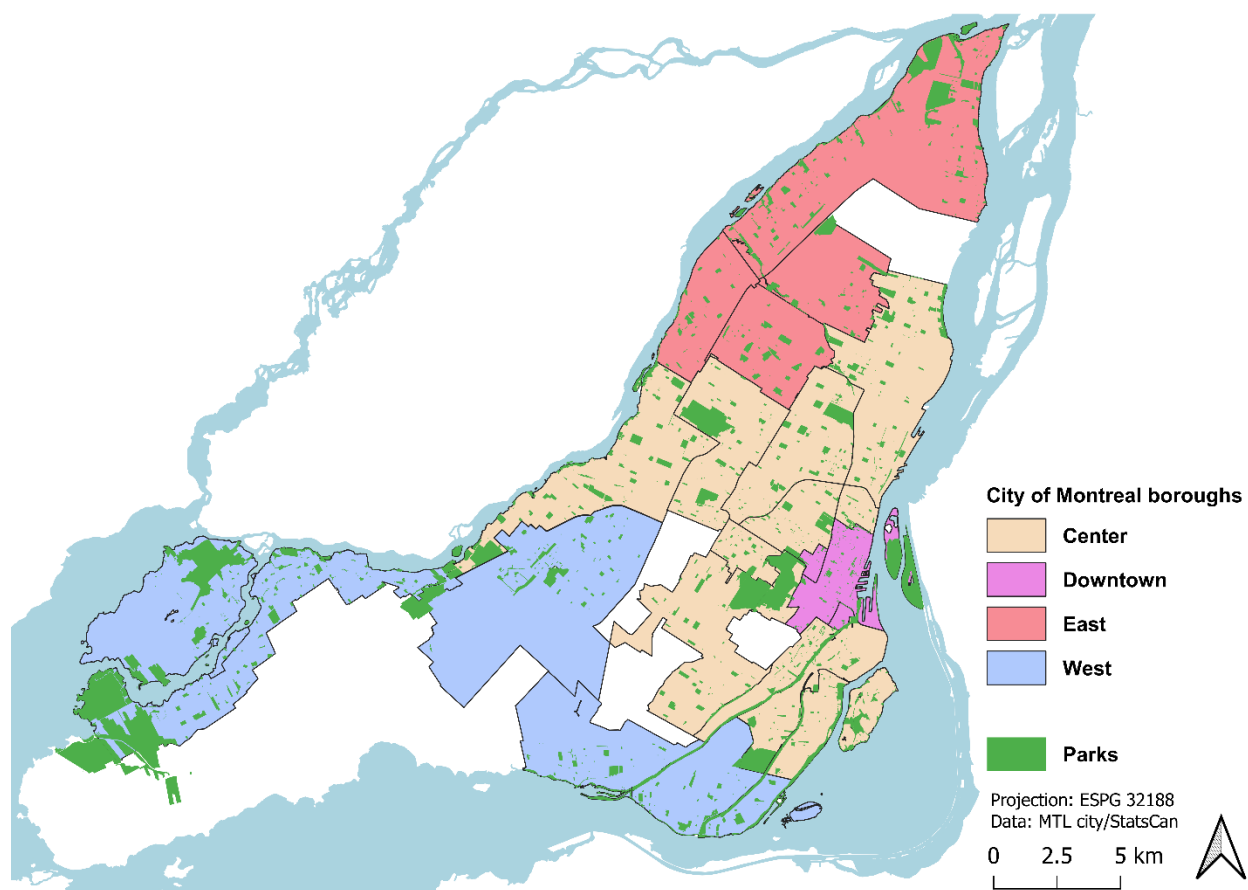 City of Montreal boroughs
Center
Downtown
East
West
Parks
Projection: ESPG 32188
Data: MTL city/StatsCan
0 2.5 5 km